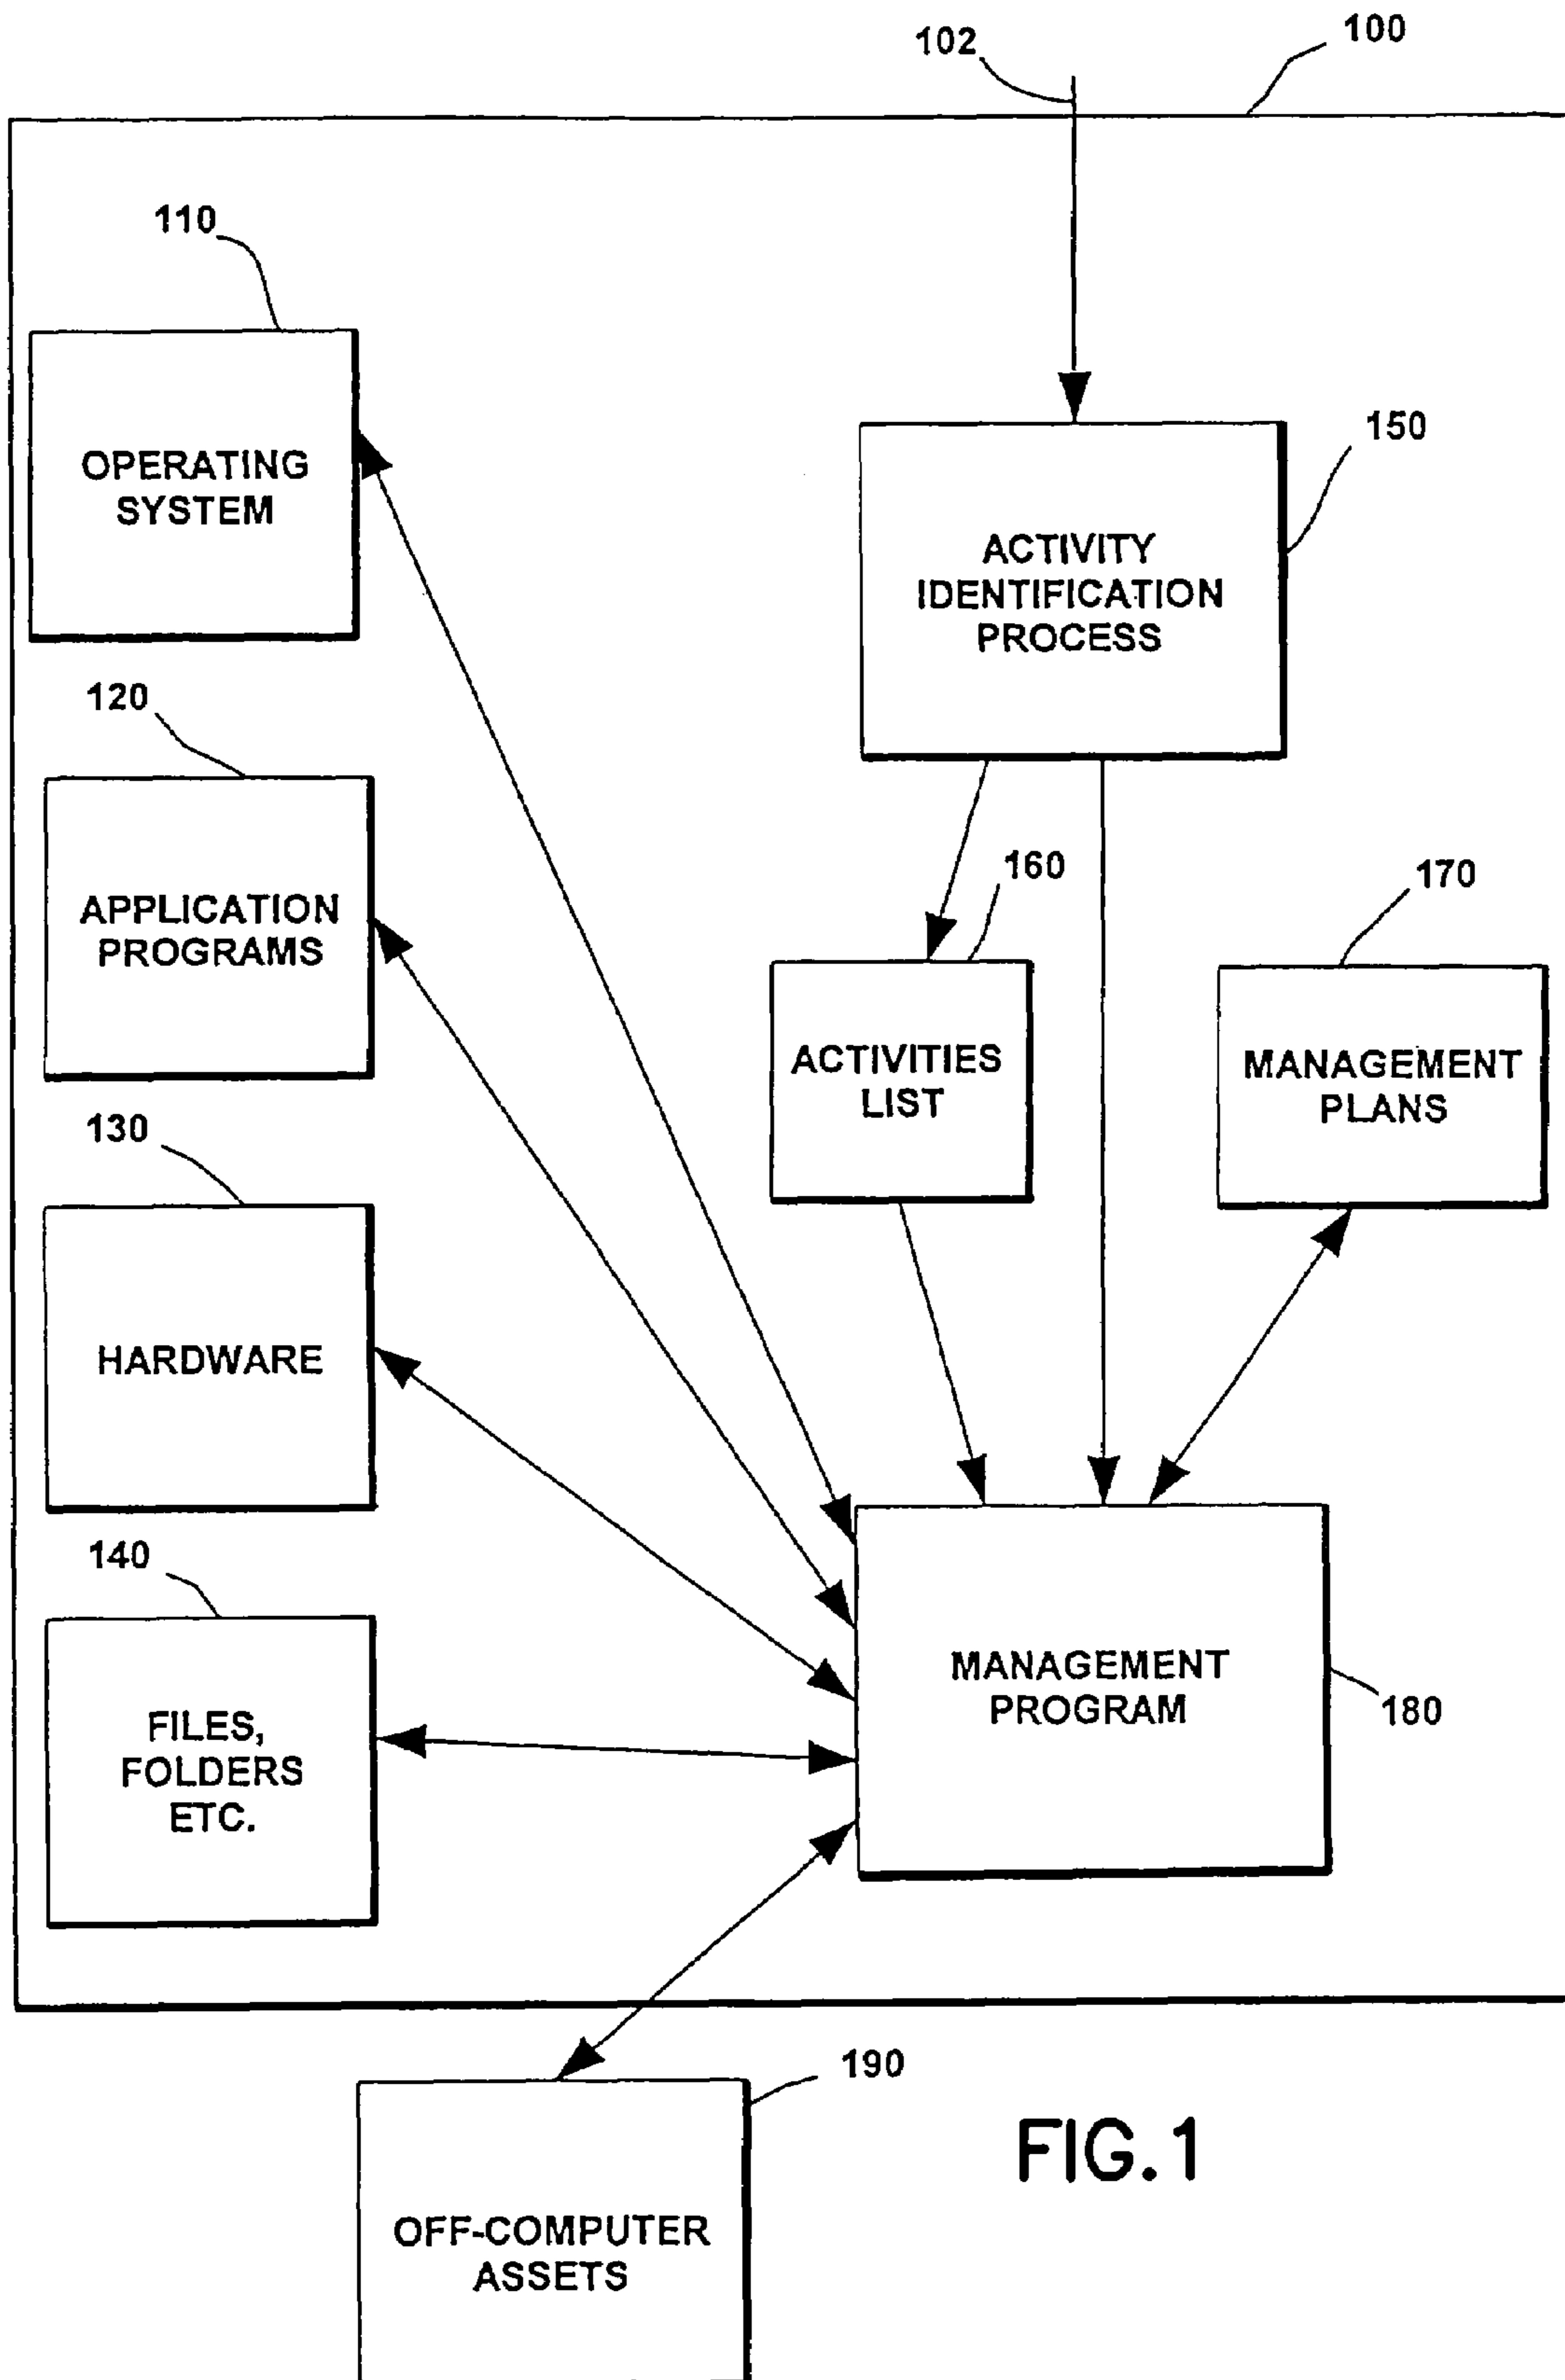 102
100
110
OPERATING
SYSTEM
150
ACTIVITY
IDENTIFICATION
PROCESS
120
APPLICATION
PROGRAMS
160
170
ACTIVITIES
LIST
MANAGEMENT
PLANS
130
HARDWARE
140
FILES,
FOLDERS
ETC.
MANAGEMENT
PROGRAM
180
190
OFF-COMPUTER
ASSETS
FIG.1